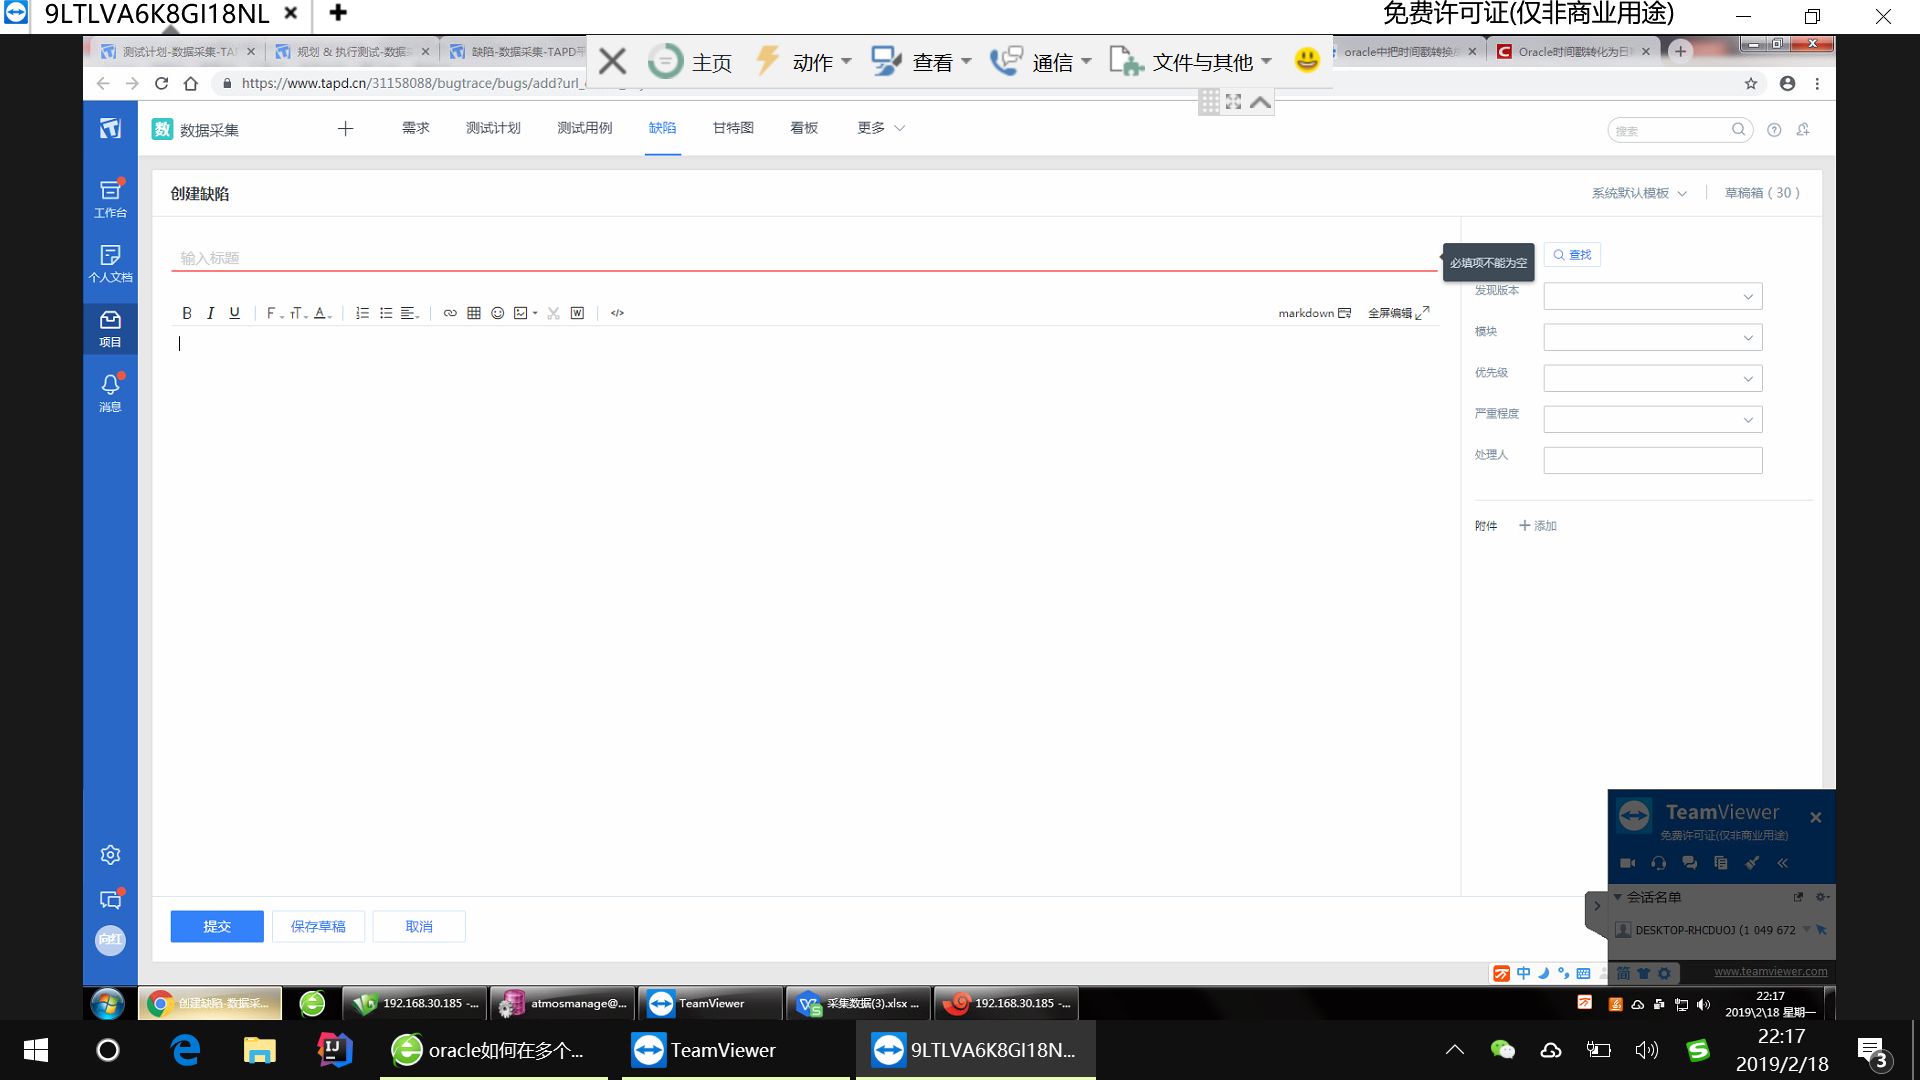 9LTLVA6K8GI18NL
免费许可证(仅非商业用途)
测试计划-数据采集-TAI
规划 & 执行测试-数据
缺陷-数据采集-TAPD平
主页
动作
查看
通信
文件与其他
oracle中把时间戳转换
Oracle时间戳转化为日
https://www.tapd.cn/31158088/bugtrace/bugs/add?url_
数 数据采集
需求
测试计划
测试用例
缺陷
甘特图
看板
更多
搜索
工作台
个人文档
项目
消息
向红
创建缺陷
系统默认模板
草稿箱 ( 30 )
输入标题
必填项不能为空
查找
B I U F T A
markdown
全屏编辑
发现版本
模块
优先级
严重程度
处理人
附件
添加
提交
保存草稿
取消
TeamViewer
免费许可证(仅非商业用途)
会话名单
DESKTOP-RHCDUOJ (1 049 672
www.teamviewer.com
中
简
创建缺陷-数据采...
192.168.30.185 -...
atmosmanage@...
TeamViewer
采集数据(3).xlsx ...
192.168.30.185 -...
22:17
2019\2\18 星期一
oracle如何在多个...
TeamViewer
9LTLVA6K8GI18N...
22:17
2019/2/18
3